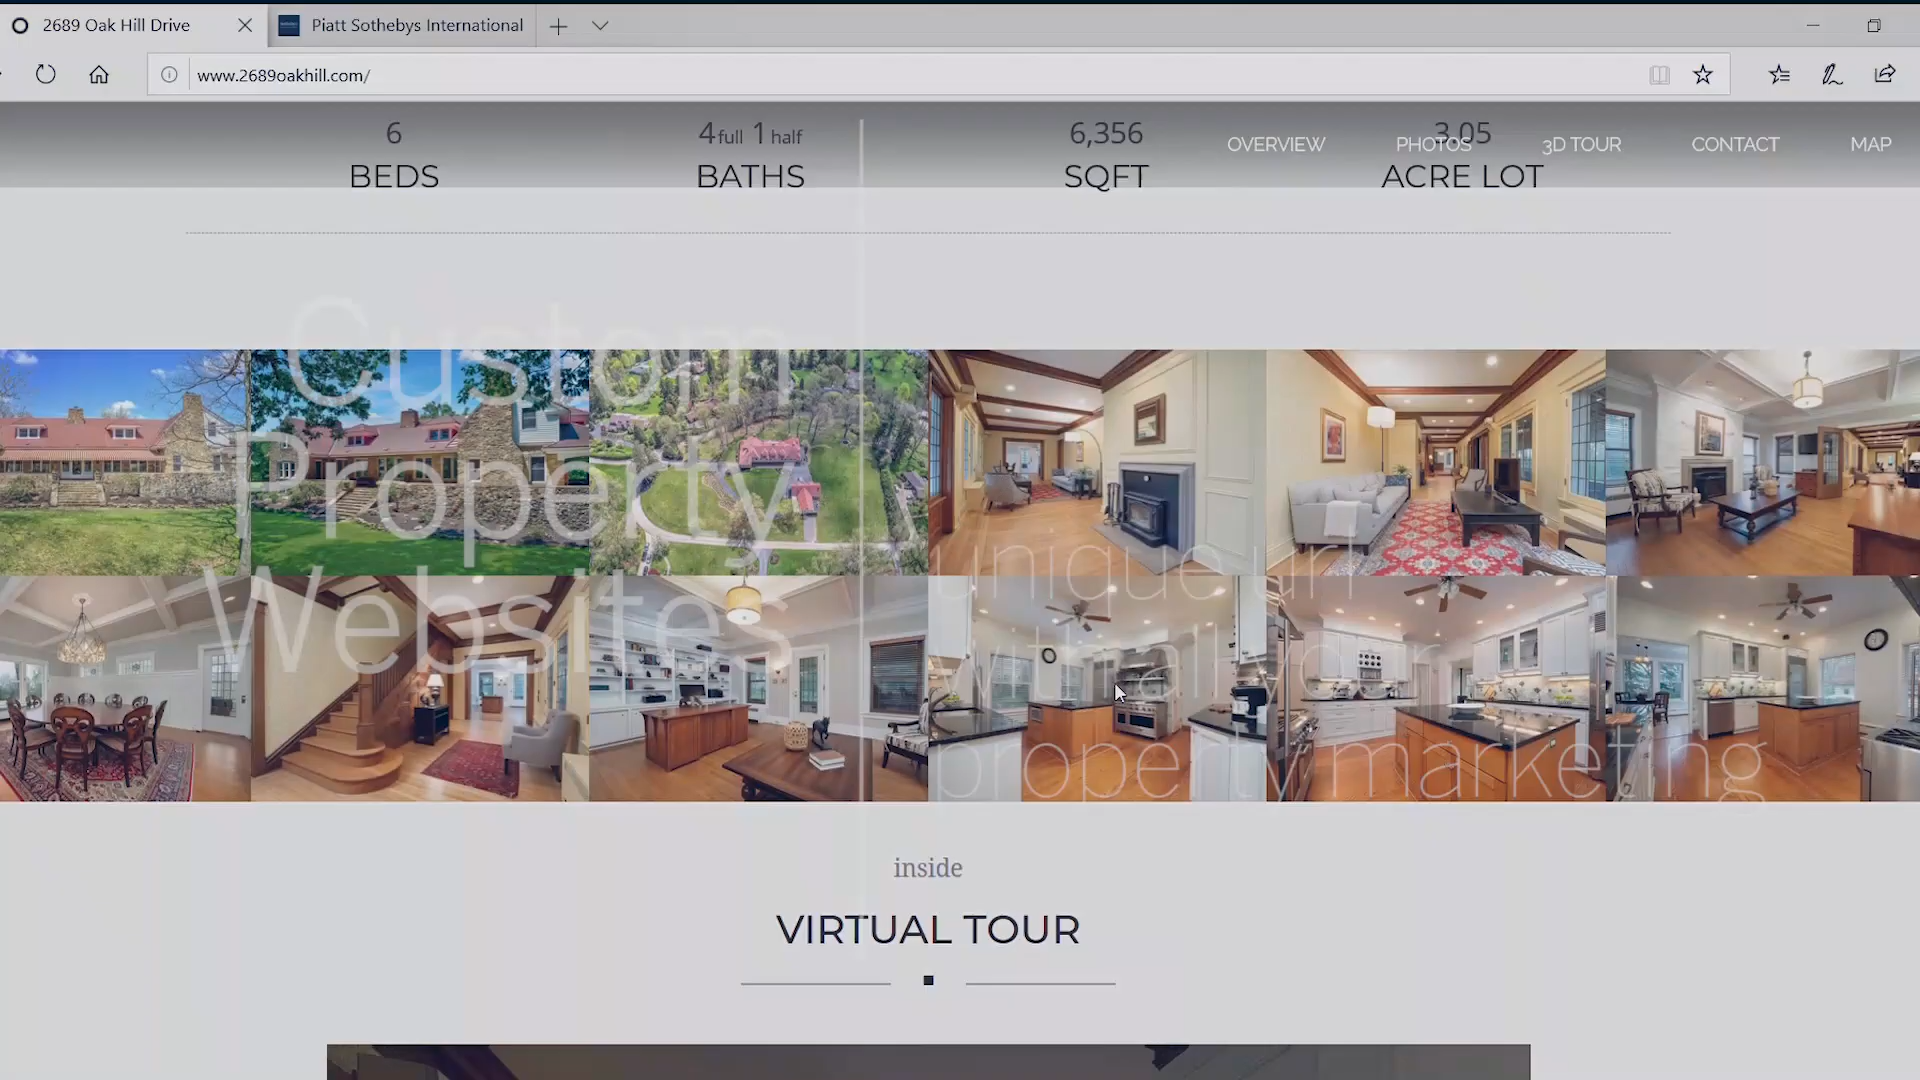 2689 Oak Hill Drive
Piatt Sothebys International
www.2689oakhill.com/
6
4 full 1 half
6,356
3.05
BEDS
BATHS
SQFT
ACRE LOT
OVERVIEW
PHOTOS
3D TOUR
CONTACT
MAP
Custom
Property
Websites
unique url
with all your
property marketing
inside
VIRTUAL TOUR